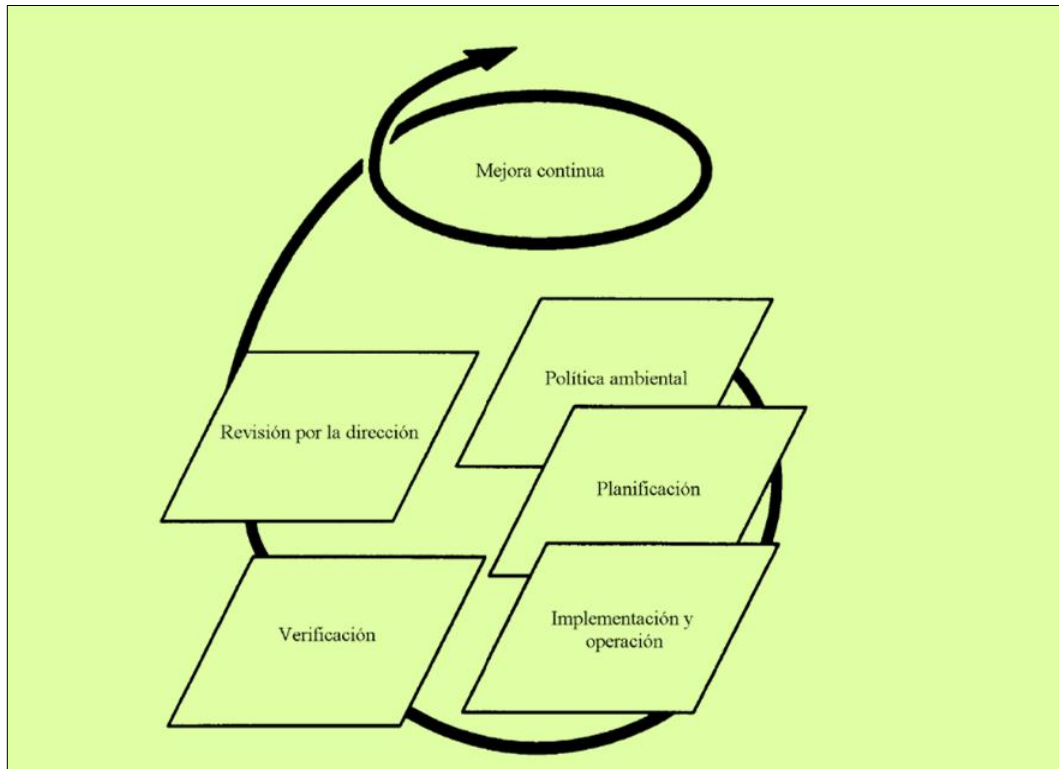 Mejora continua
Política ambiental
Revisión por la dirección
Planificación
Implementación y
operación
Verificación